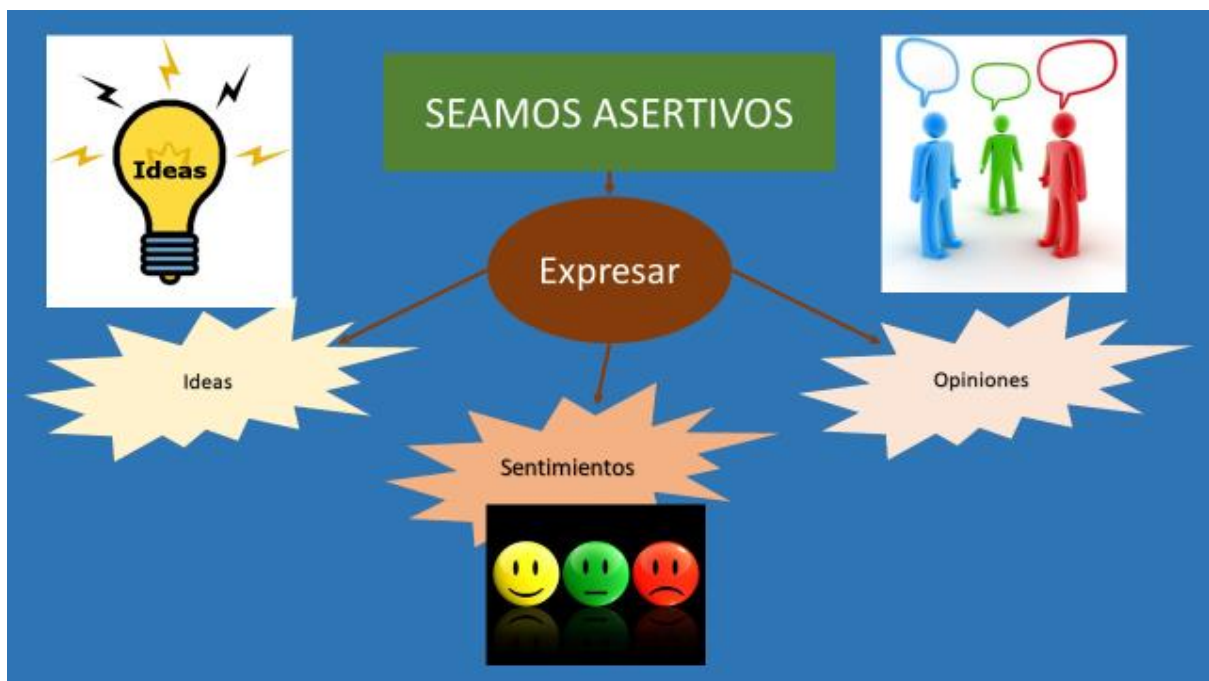 SEAMOS ASERTIVOS
Ideas
Expresar
Ideas
Opiniones
Sentimientos